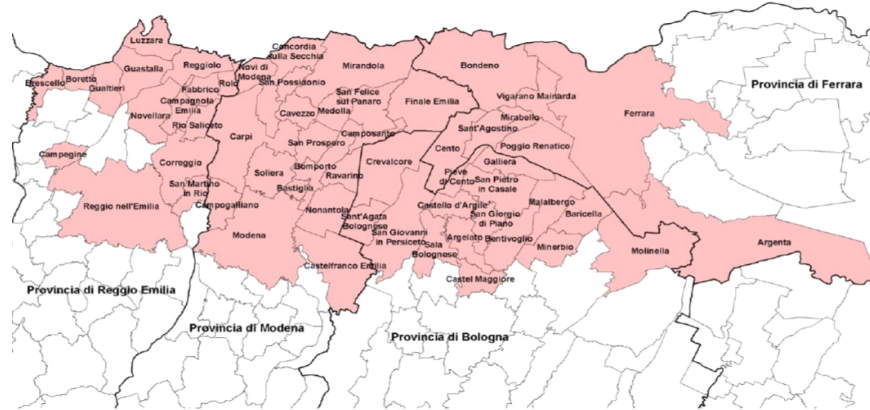 Luzzara
Concordia
sulla Secchia
Guastalla
Reggiolo
Novi di
Modena
Mirandola
Bondeno
Brescello
Boretto
Gualtieri
Fabbrico
Rolo
San Possidonio
Provincia di Ferrara
Campagnola
Emilia
San Felice
sul Panaro
Finale Emilia
Vigarano Mainarda
Novellara
Rio Saliceto
Cavezzo
Medolla
Mirabello
Ferrara
Carpi
Camposanto
Sant'Agostino
San Prospero
Poggio Renatico
Campegine
Correggio
Soliera
Bomporto
Crevalcore
Cento
Galliera
Ravarino
Pieve
di Cento
San Pietro
in Casale
San Martino
in Rio
Bastiglia
Reggio nell'Emilia
Campogalliano
Nonantola
Castello d'Argile'
Malalbergo
Sant'Agata
Bolognese
San Giorgio
di Piano
Baricella
Modena
San Giovanni
in Persiceto
Sala
Bolognese
Argelato
Bentivoglio
Minerbio
Molinella
Argenta
Castelfranco Emilia
Castel Maggiore
Provincia di Reggio Emilia
Provincia di Modena
Provincia di Bologna